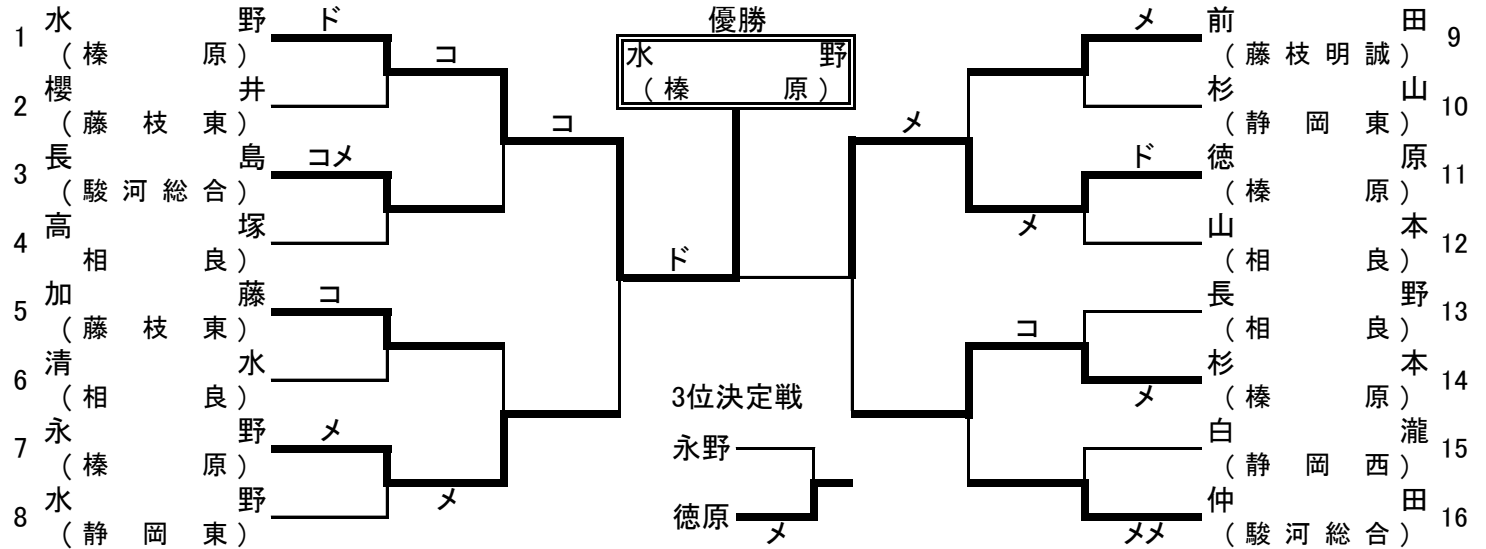 優勝
水野
（榛原）
1 水野 ド
（榛原）
コ
2 櫻井
（藤枝東）
コ
3 長島 コメ
（駿河総合）
4 高塚
相良）
ド
5 加藤 コ
（藤枝東）
6 清水
（相良）
7 永野 メ
（榛原）
メ
8 水野
（静岡東）
3位決定戦
永野
徳原
メ
メ 前田 9
（藤枝明誠）
杉山 10
（静岡東）
メ
ド 徳原 11
（榛原）
メ
山本 12
（相良）
長野 13
（相良）
コ
杉本 14
メ
（榛原）
白瀧 15
（静岡西）
仲田 16
メメ
（駿河総合）